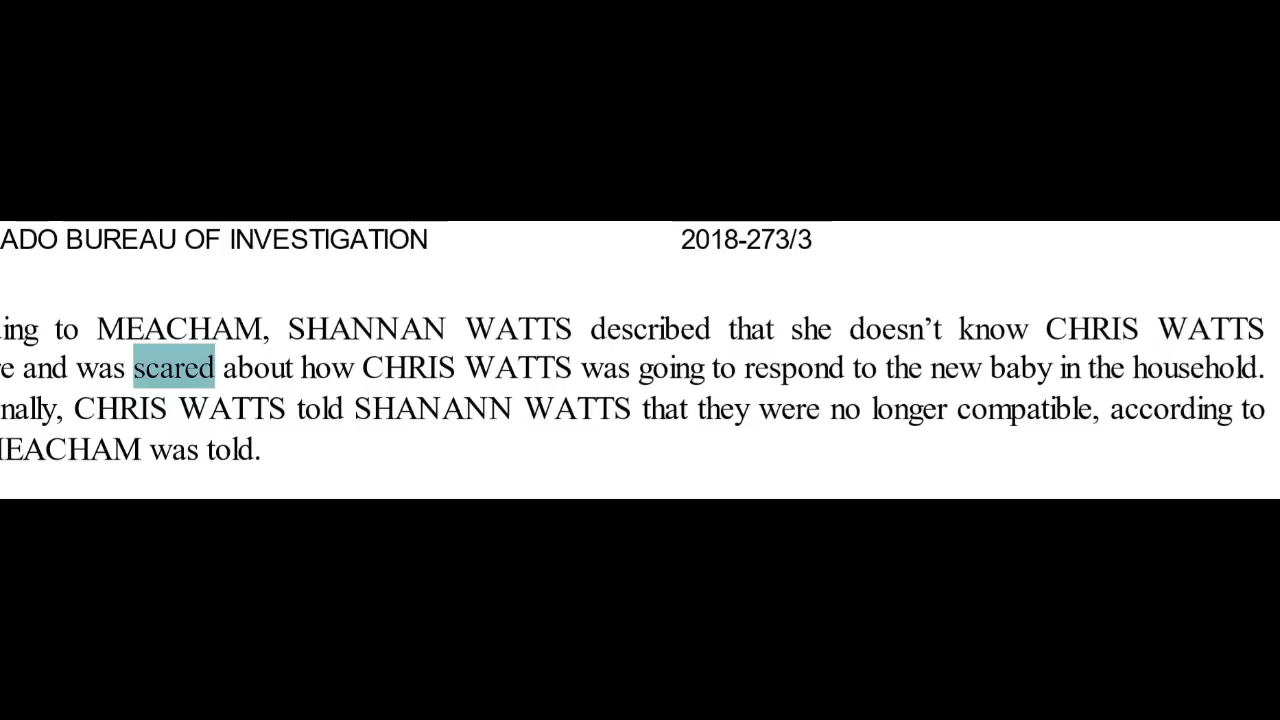 ADO BUREAU OF INVESTIGATION 2018-273/3
ing to MEACHAM, SHANNAN WATTS described that she doesn’t know CHRIS WATTS
e and was scared about how CHRIS WATTS was going to respond to the new baby in the household.
nally, CHRIS WATTS told SHANANN WATTS that they were no longer compatible, according to
MEACHAM was told.